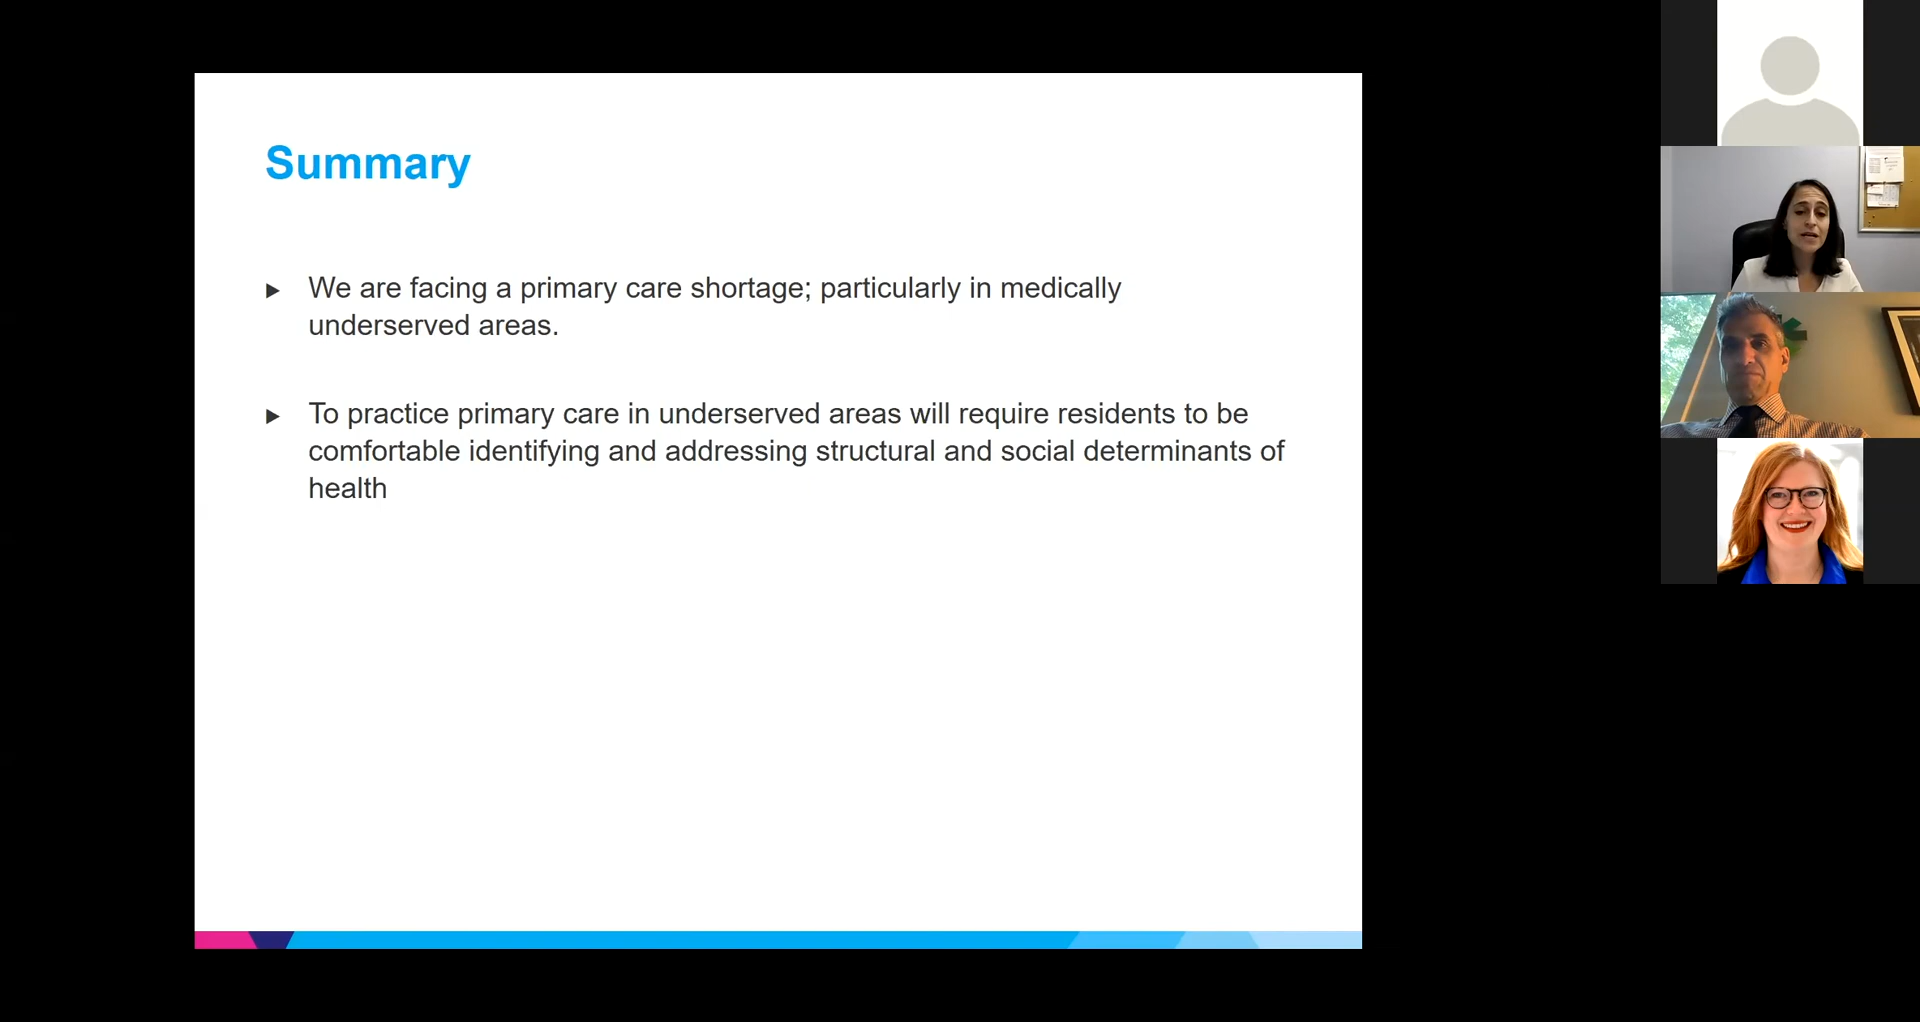 Summary
► We are facing a primary care shortage; particularly in medically
underserved areas.
► To practice primary care in underserved areas will require residents to be
comfortable identifying and addressing structural and social determinants of
health